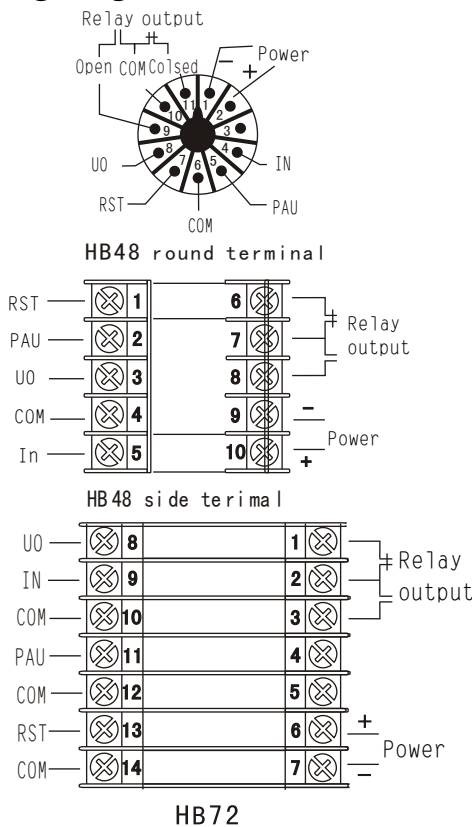 Relay output
Power
Open COM Colsed
− +
11 1
10 2
9 3
8 4
7 6 5
UO IN
RST PAU
COM
HB48 round terminal
RST 1 6
PAU 2 7 Relay
UO 3 8 output
COM 4 9 −
In 5 10 + Power
HB48 side terimal
UO 8 1
IN 9 2 Relay
COM 10 3 output
PAU 11 4
COM 12 5
RST 13 6 +
COM 14 7 − Power
HB72